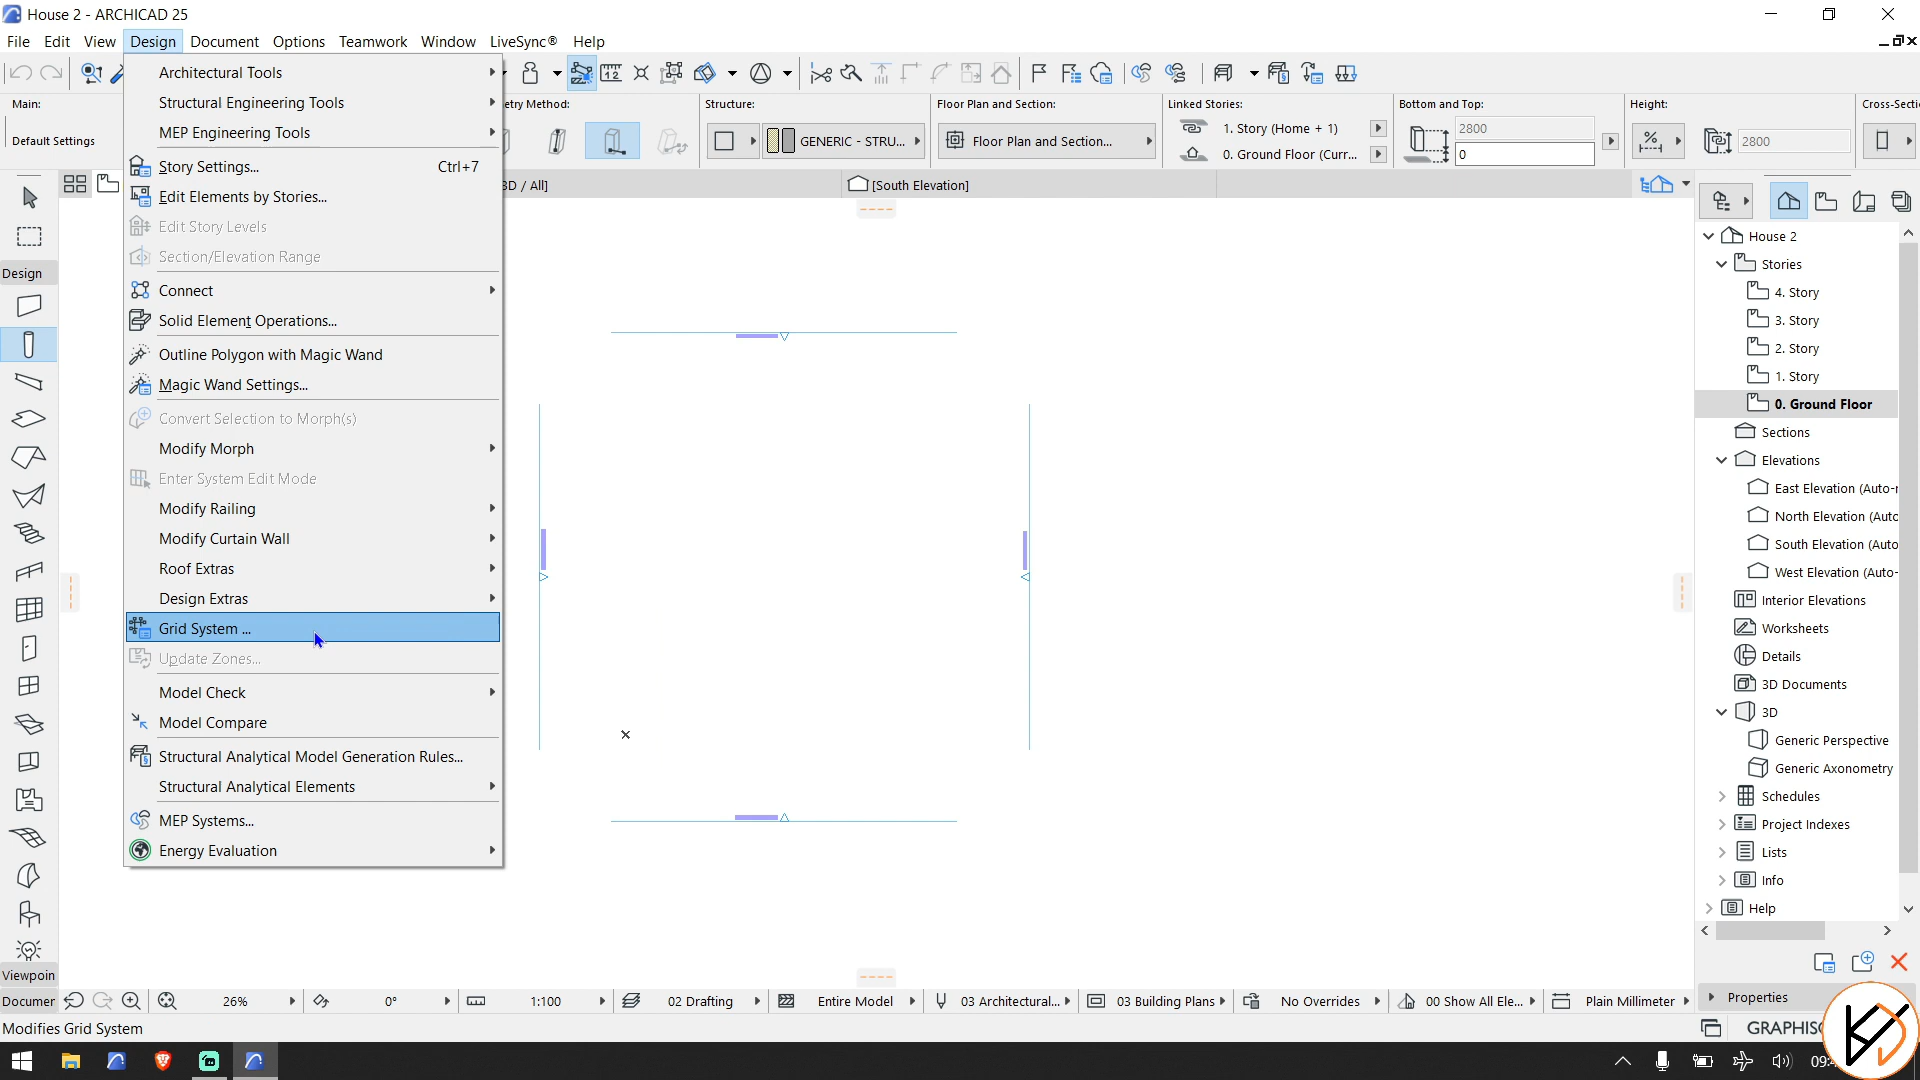 House 2 - ARCHICAD 25
File Edit View Design Document Options Teamwork Window LiveSync® Help
Main:
Default Settings
etry Method:
Structure:
GENERIC - STRU...
Floor Plan and Section:
Floor Plan and Section...
Linked Stories:
1. Story (Home + 1)
0. Ground Floor (Curr...
Bottom and Top:
2800
0
Height:
2800
Cross-Secti
3D / All]
[South Elevation]
Architectural Tools
Structural Engineering Tools
MEP Engineering Tools
Story Settings... Ctrl+7
Edit Elements by Stories...
Edit Story Levels
Section/Elevation Range
Connect
Solid Element Operations...
Outline Polygon with Magic Wand
Magic Wand Settings...
Convert Selection to Morph(s)
Modify Morph
Enter System Edit Mode
Modify Railing
Modify Curtain Wall
Roof Extras
Design Extras
Grid System ...
Update Zones...
Model Check
Model Compare
Structural Analytical Model Generation Rules...
Structural Analytical Elements
MEP Systems...
Energy Evaluation
Design
Viewpoin
Documer
House 2
Stories
4. Story
3. Story
2. Story
1. Story
0. Ground Floor
Sections
Elevations
East Elevation (Auto-r
North Elevation (Auto
South Elevation (Auto
West Elevation (Auto-
Interior Elevations
Worksheets
Details
3D Documents
3D
Generic Perspective
Generic Axonometry
Schedules
Project Indexes
Lists
Info
Help
Properties
26% 0° 1:100 02 Drafting Entire Model 03 Architectural... 03 Building Plans No Overrides 00 Show All Ele... Plain Millimeter
Modifies Grid System
GRAPHIS